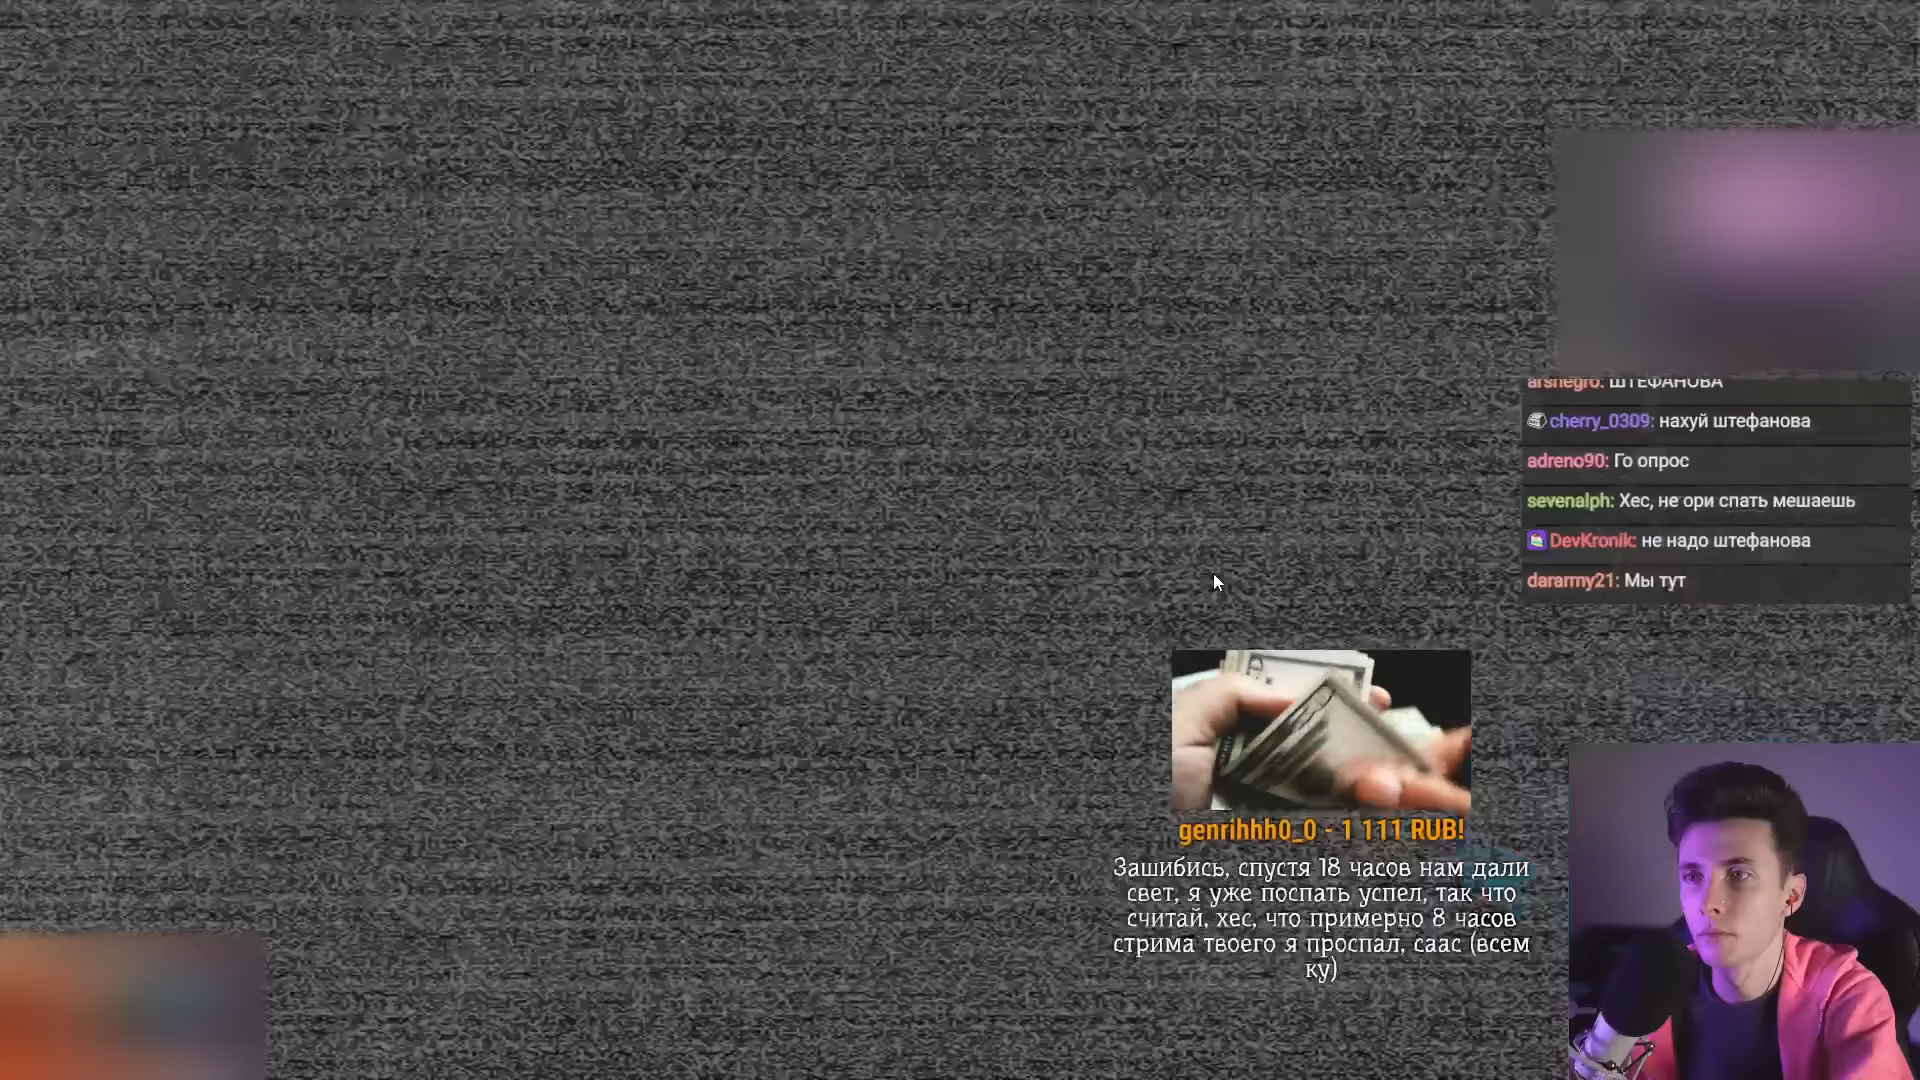 arsnegro: ШТЕФАНОВА
cherry_0309: нахуй штефанова
adreno90: Го опрос
sevenalph: Хес, не ори спать мешаешь
DevKronik: не надо штефанова
dararmy21: Мы тут
genrihhh0_0 - 1 111 RUB!
Зашибись, спустя 18 часов нам дали
свет, я уже поспать успел, так что
считай, хес, что примерно 8 часов
стрима твоего я проспал, саас (всем
ку)